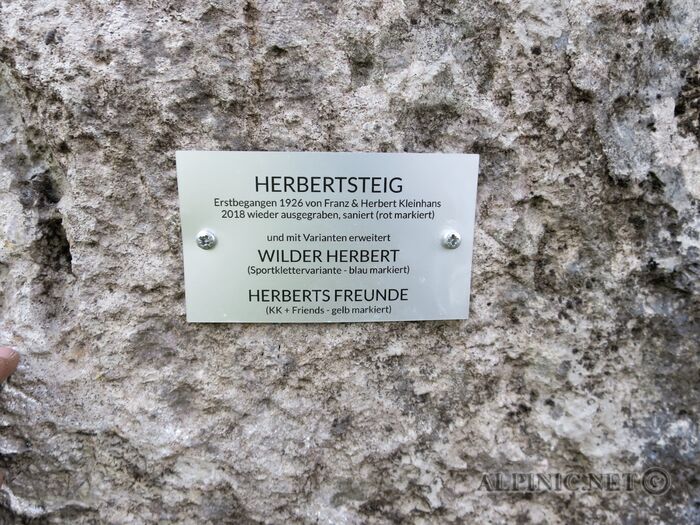 HERBERTSTEIG
Erstbegangen 1926 von Franz & Herbert Kleinhans
2018 wieder ausgegraben, saniert (rot markiert)
und mit Varianten erweitert
WILDER HERBERT
(Sportklettervariante - blau markiert)
HERBERTS FREUNDE
(KK + Friends - gelb markiert)
ALPINIC.NET ©